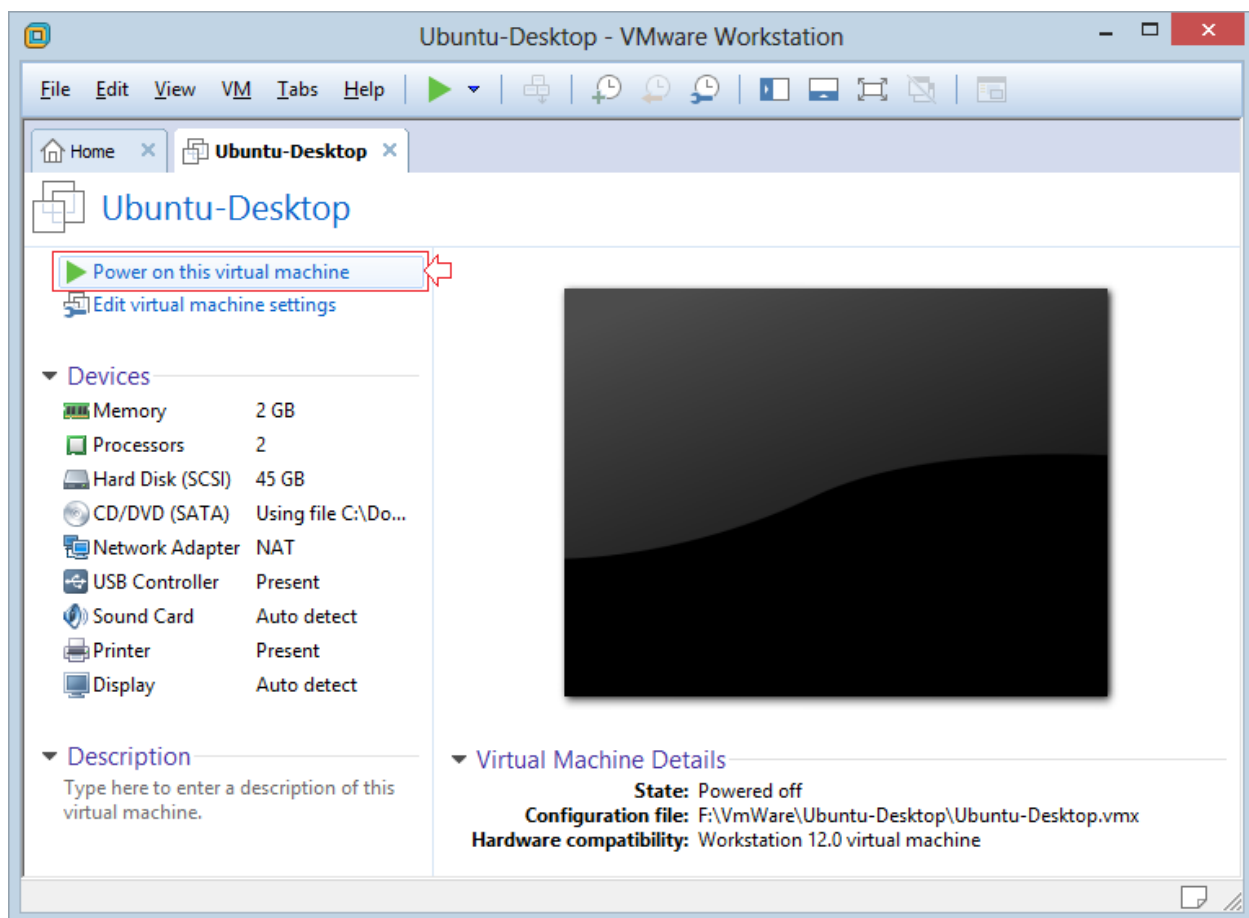 Ubuntu-Desktop - VMware Workstation
File Edit View VM Tabs Help
Home Ubuntu-Desktop
Ubuntu-Desktop
Power on this virtual machine
Edit virtual machine settings
Devices
Memory 2 GB
Processors 2
Hard Disk (SCSI) 45 GB
CD/DVD (SATA) Using file C:\Do...
Network Adapter NAT
USB Controller Present
Sound Card Auto detect
Printer Present
Display Auto detect
Description
Type here to enter a description of this
virtual machine.
Virtual Machine Details
State: Powered off
Configuration file: F:\VmWare\Ubuntu-Desktop\Ubuntu-Desktop.vmx
Hardware compatibility: Workstation 12.0 virtual machine